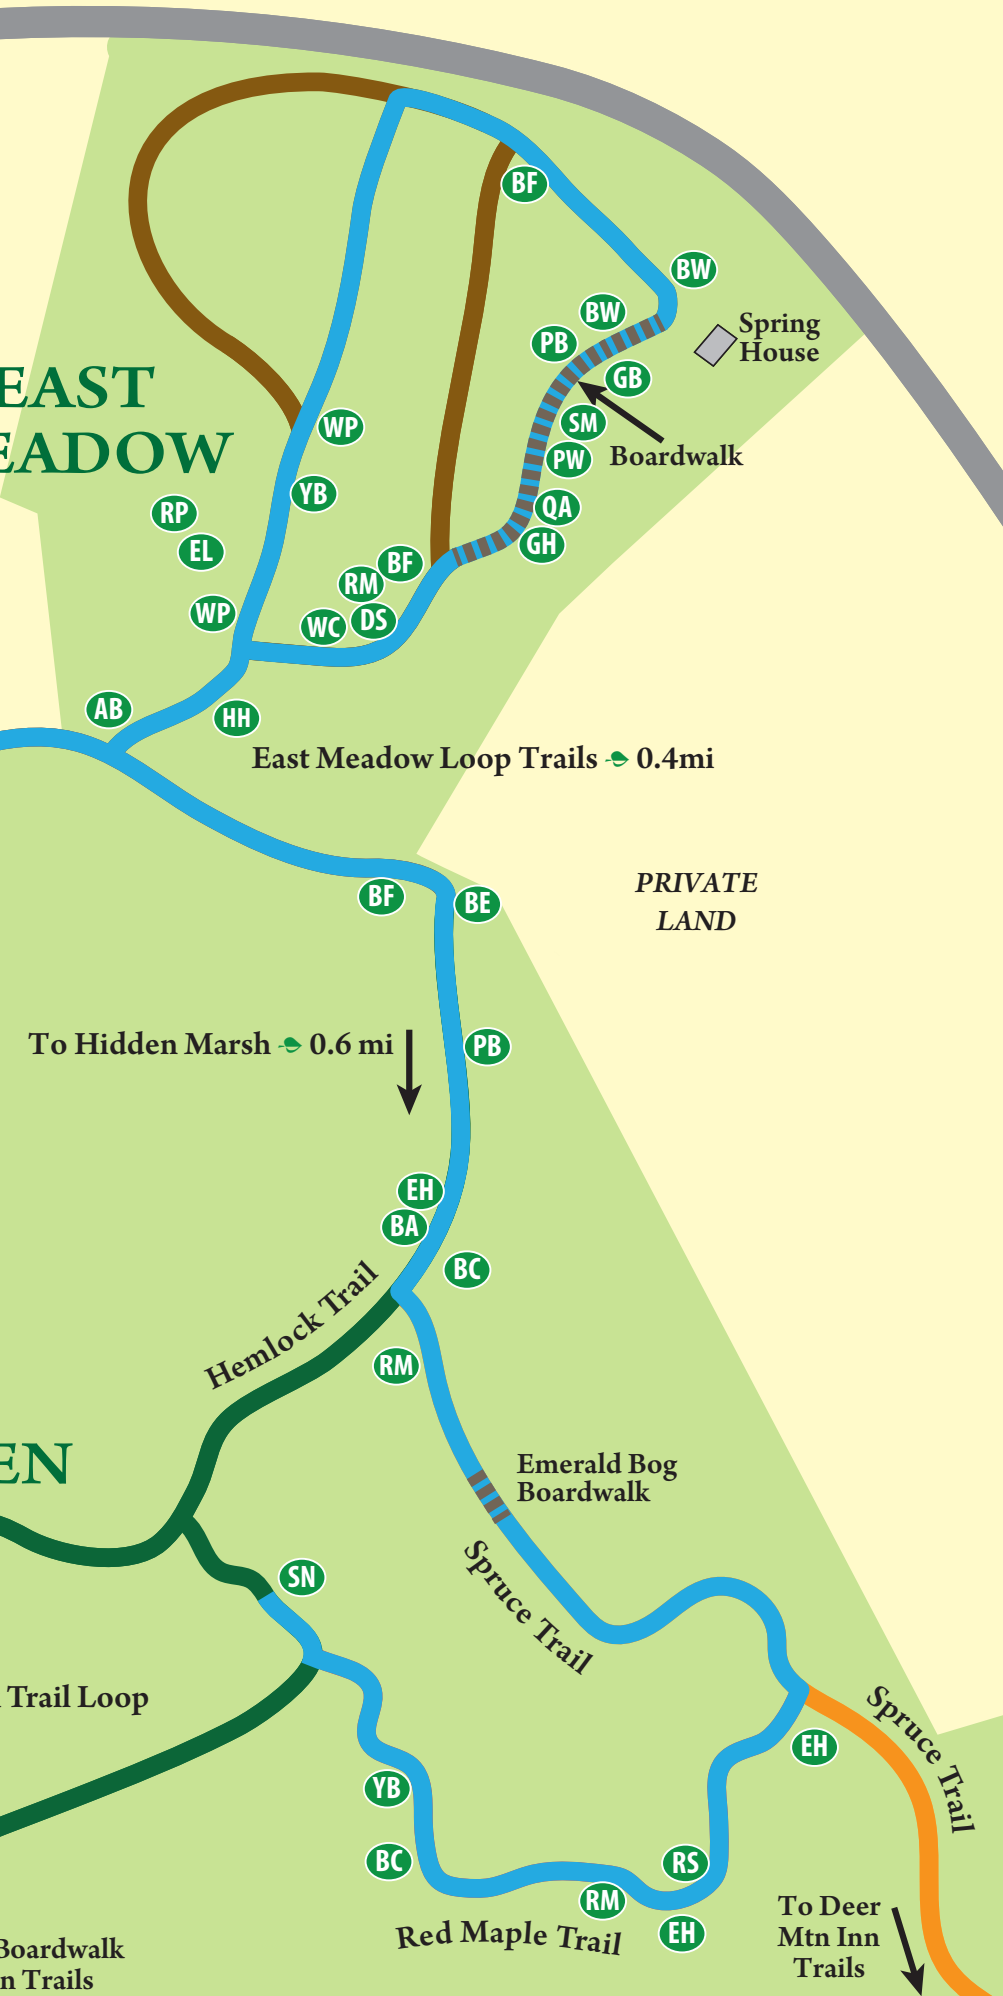 BF
BW
BW
Spring
House
PB
GB
EAST
SM
WP
Boardwalk
EADOW
PW
YB
RP
QA
EL
GH
BF
RM
WP
WC
DS
AB
HH
East Meadow Loop Trails 0.4mi
PRIVATE
LAND
BF
BE
To Hidden Marsh 0.6 mi
PB
EH
BA
BC
Hemlock Trail
RM
EN
Emerald Bog
Boardwalk
Spruce Trail
SN
Trail Loop
Spruce Trail
EH
YB
BC
RS
RM
EH
Red Maple Trail
To Deer
Mtn Inn
Trails
Boardwalk
n Trails